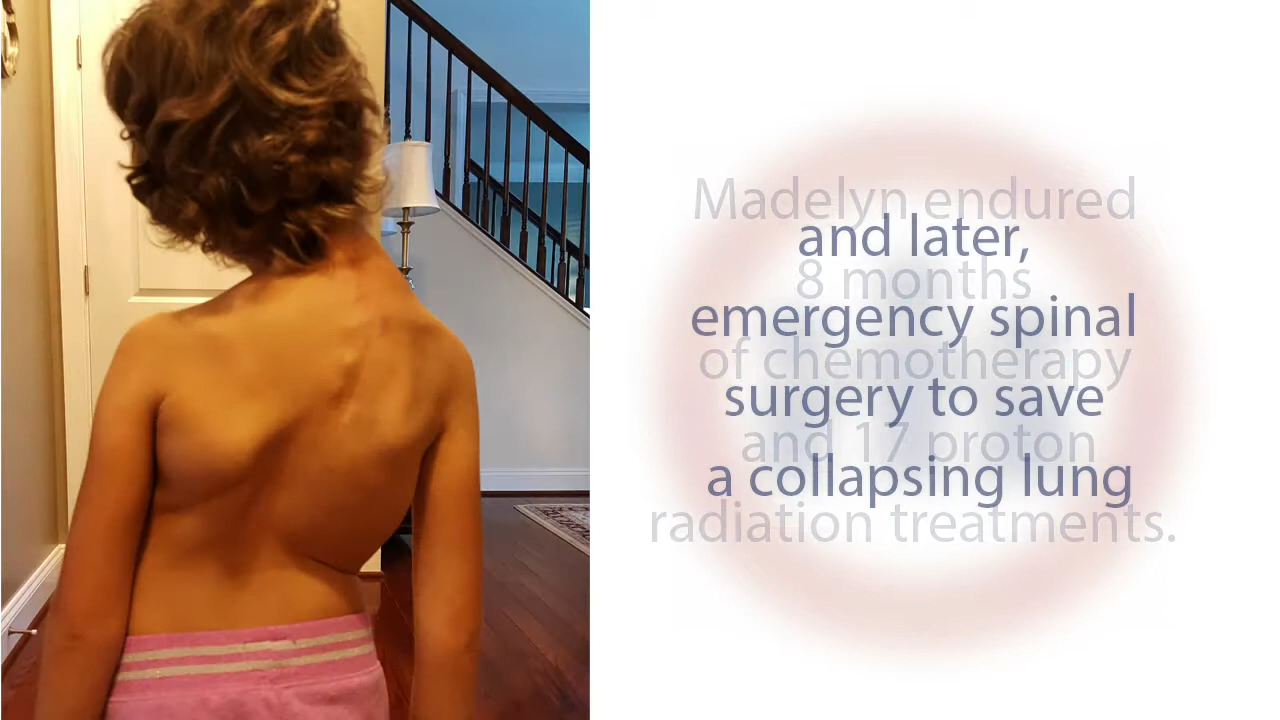 Madelyn endured
8 months
of chemotherapy
and 17 proton
radiation treatments.
and later,
emergency spinal
surgery to save
a collapsing lung